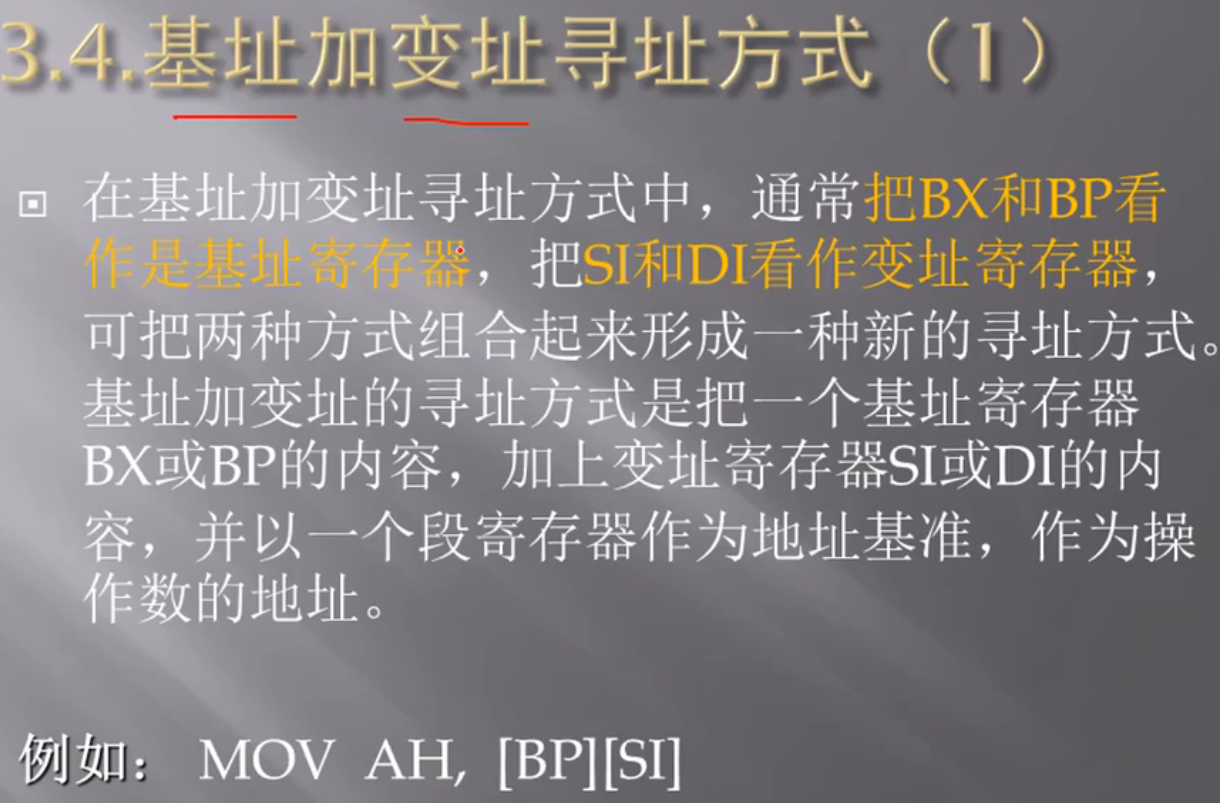 3.4.基址加变址寻址方式（1）
在基址加变址寻址方式中，通常把BX和BP看
作是基址寄存器，把SI和DI看作变址寄存器，
可把两种方式组合起来形成一种新的寻址方式。
基址加变址的寻址方式是把一个基址寄存器
BX或BP的内容，加上变址寄存器SI或DI的内
容，并以一个段寄存器作为地址基准，作为操
作数的地址。
例如： MOV AH, [BP][SI]